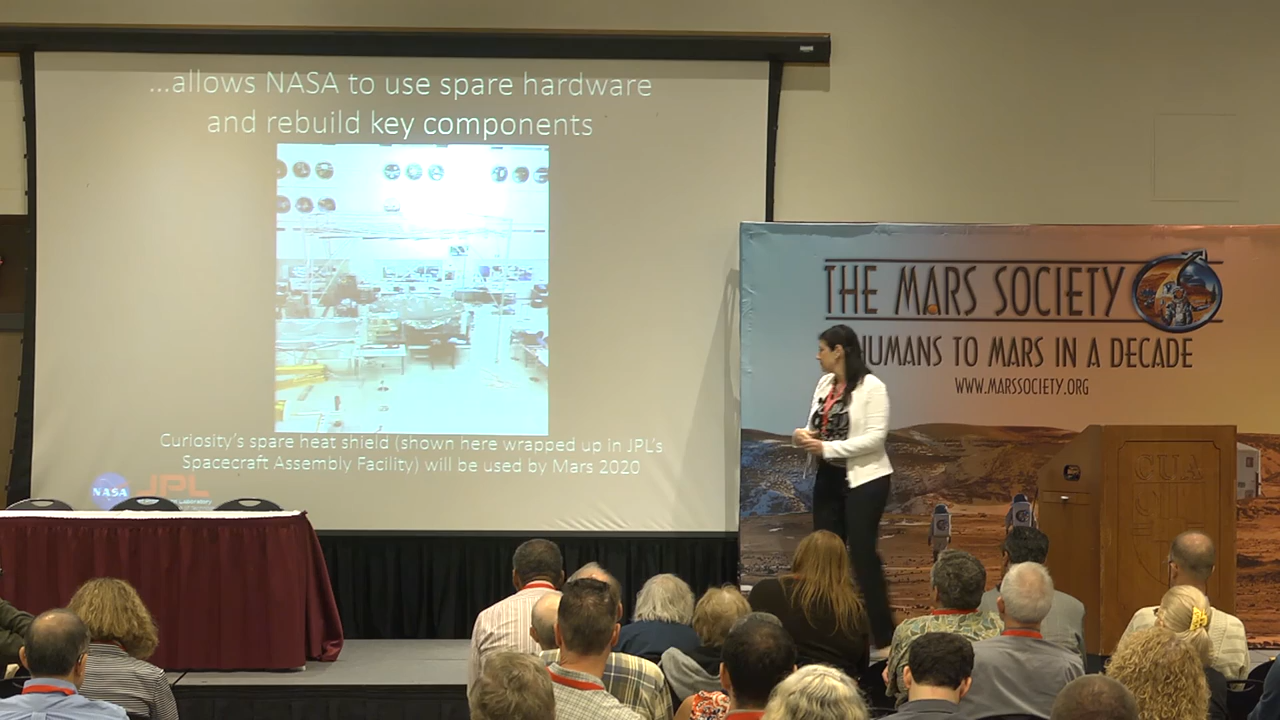 ...allows NASA to use spare hardware
and rebuild key components
Curiosity's spare heat shield (shown here wrapped up in JPL's
Spacecraft Assembly Facility) will be used by Mars 2020
NASA
JPL
THE MARS SOCIETY
HUMANS TO MARS IN A DECADE
WWW.MARSSOCIETY.ORG
CUA